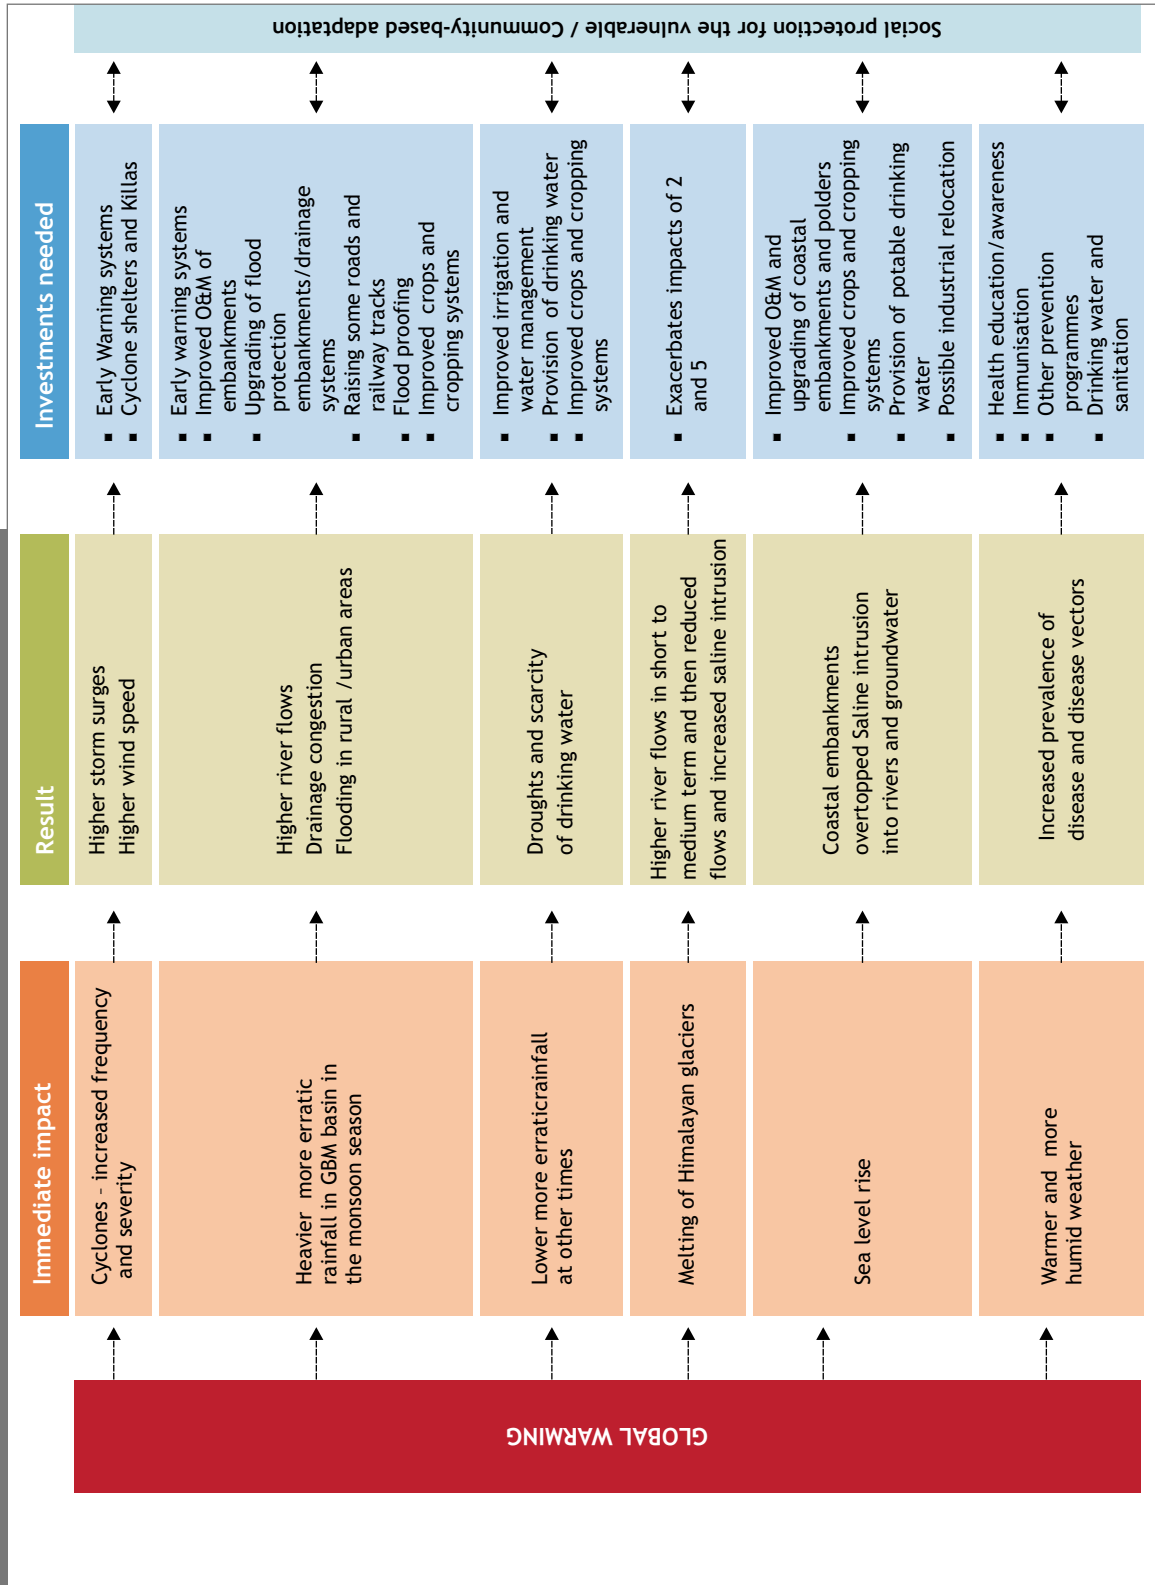 Immediate impact
Result
Investments needed
GLOBAL WARMING
Cyclones - increased frequency
and severity
Higher storm surges
Higher wind speed
▪ Early Warning systems
▪ Cyclone shelters and Killas
Heavier more erratic
rainfall in GBM basin in
the monsoon season
Higher river flows
Drainage congestion
Flooding in rural /urban areas
▪ Early warning systems
▪ Improved O&M of
embankments
▪ Upgrading of flood
protection
embankments/drainage
systems
▪ Raising some roads and
railway tracks
▪ Flood proofing
▪ Improved crops and
cropping systems
Lower more erraticrainfall
at other times
Droughts and scarcity
of drinking water
▪ Improved irrigation and
water management
▪ Provision of drinking water
▪ Improved crops and cropping
systems
Melting of Himalayan glaciers
Higher river flows in short to
medium term and then reduced
flows and increased saline intrusion
▪ Exacerbates impacts of 2
and 5
Sea level rise
Coastal embankments
overtopped Saline intrusion
into rivers and groundwater
▪ Improved O&M and
upgrading of coastal
embankments and polders
▪ Improved crops and cropping
systems
▪ Provision of potable drinking
water
▪ Possible industrial relocation
Warmer and more
humid weather
Increased prevalence of
disease and disease vectors
▪ Health education/awareness
▪ Immunisation
▪ Other prevention
programmes
▪ Drinking water and
sanitation
Social protection for the vulnerable / Community-based adaptation